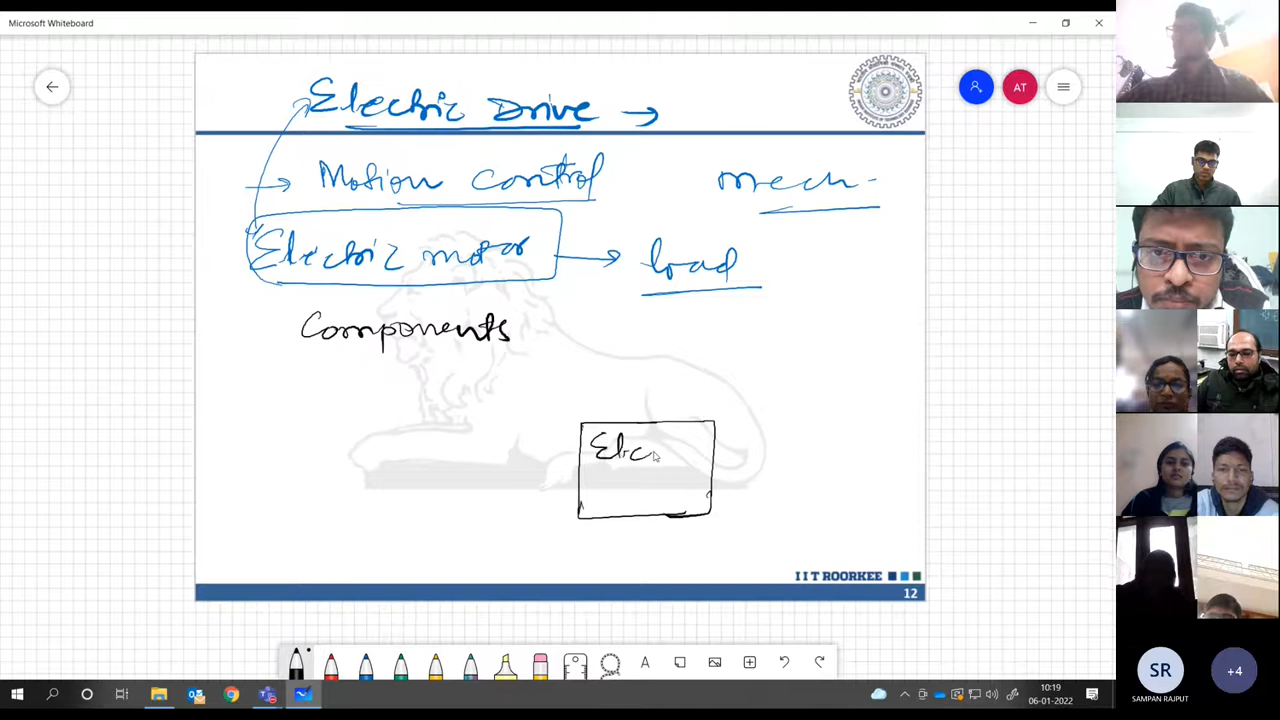 Microsoft Whiteboard
Electric Drive →
→ Motion control mech-
Electric motor → load
Components
Elec
IIT ROORKEE
12
AT
SR
SAMPAN RAJPUT
+4
A
10:19
06-01-2022